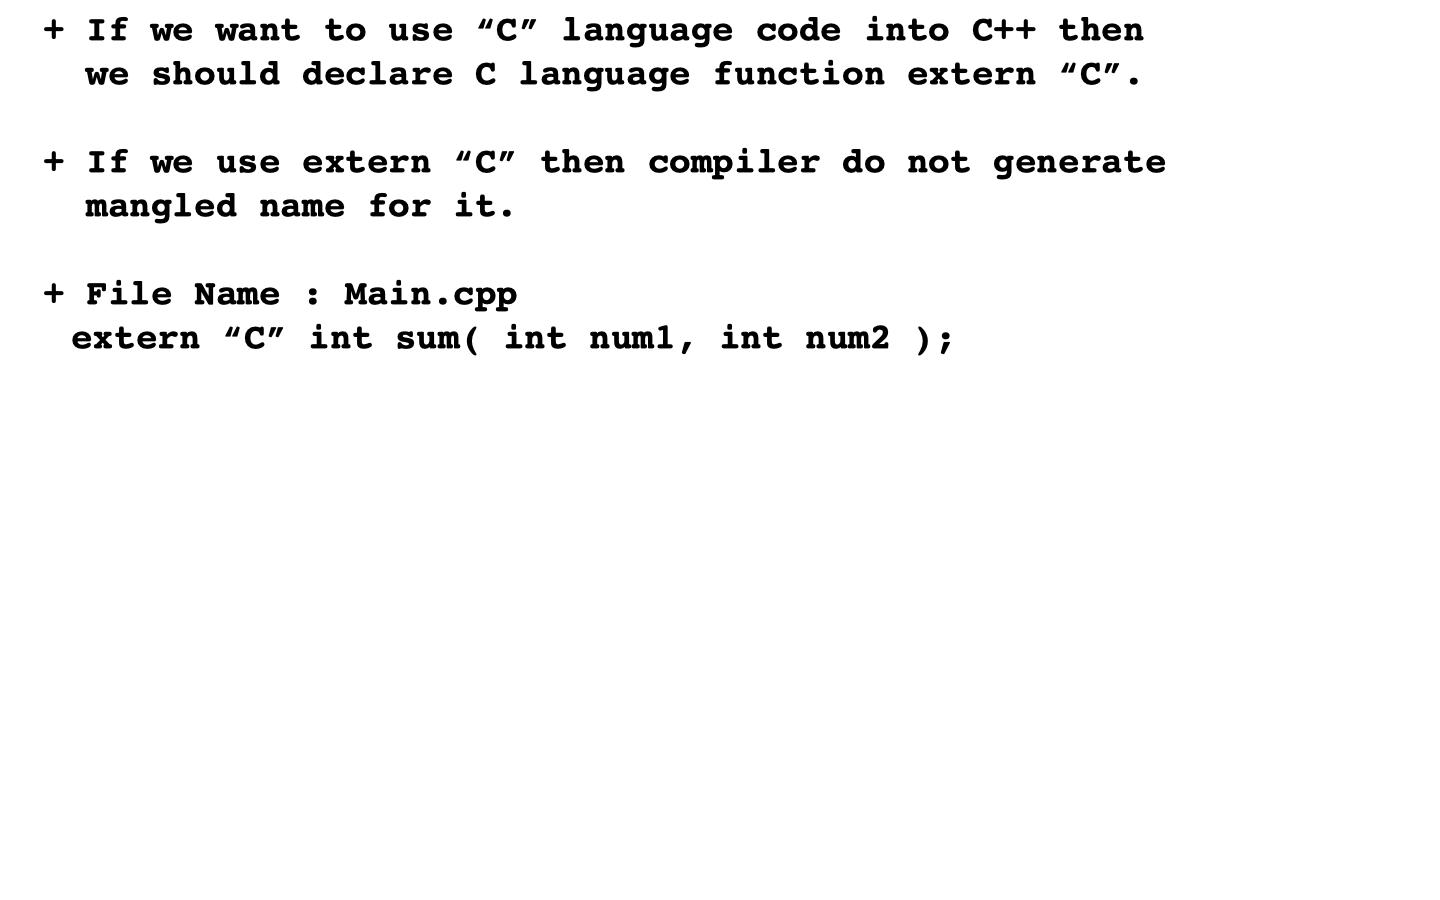 + If we want to use “C” language code into C++ then
we should declare C language function extern “C”.
+ If we use extern “C” then compiler do not generate
mangled name for it.
+ File Name : Main.cpp
extern “C” int sum( int num1, int num2 );